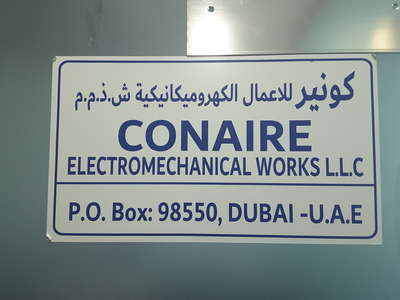 كونير للاعمال الكهروميكانيكية ش.ذ.م.م
CONAIRE
ELECTROMECHANICAL WORKS L.L.C
P.O. Box: 98550, DUBAI -U.A.E